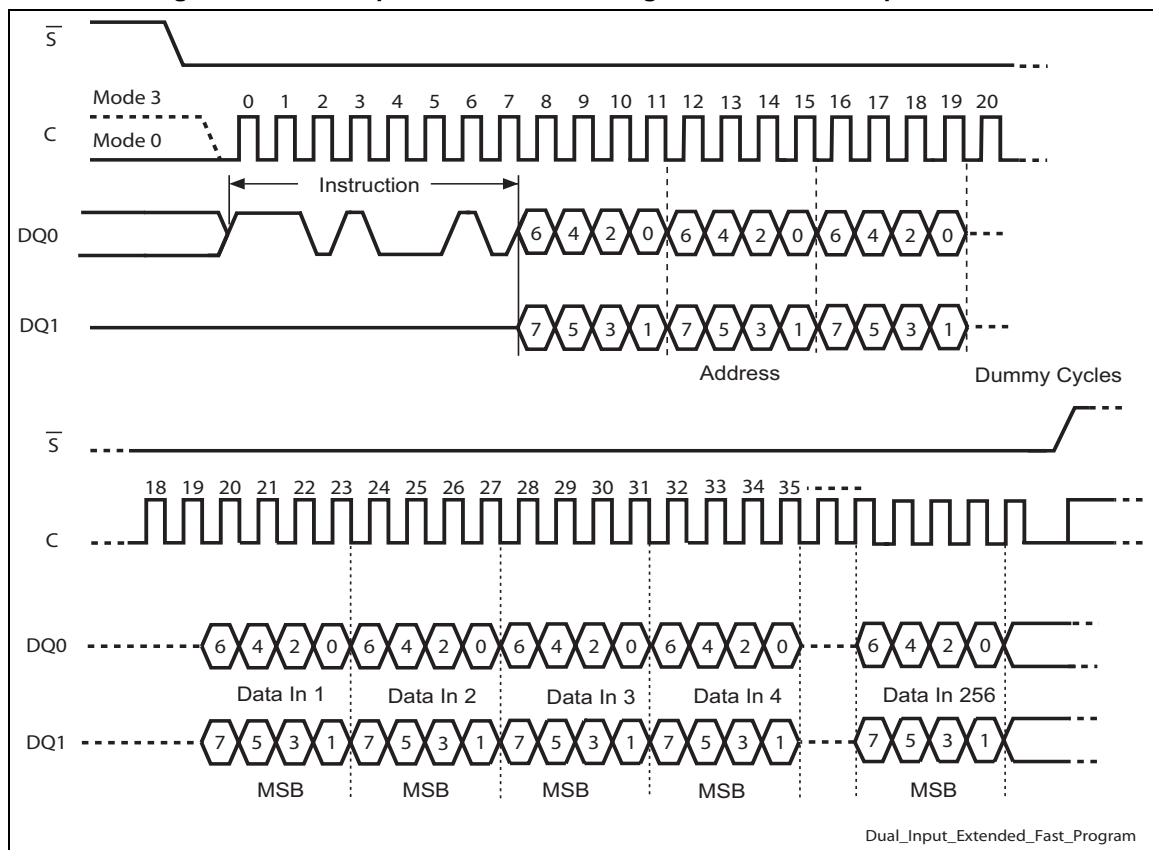 S
Mode 3
C
Mode 0
0 1 2 3 4 5 6 7 8 9 10 11 12 13 14 15 16 17 18 19 20
Instruction
DQ0
6 4 2 0 6 4 2 0 6 4 2 0
DQ1
7 5 3 1 7 5 3 1 7 5 3 1
Address
Dummy Cycles
S
18 19 20 21 22 23 24 25 26 27 28 29 30 31 32 33 34 35
C
DQ0
6 4 2 0 6 4 2 0 6 4 2 0 6 4 2 0 6 4 2 0
Data In 1 Data In 2 Data In 3 Data In 4 Data In 256
DQ1
7 5 3 1 7 5 3 1 7 5 3 1 7 5 3 1 7 5 3 1
MSB MSB MSB MSB MSB
Dual_Input_Extended_Fast_Program